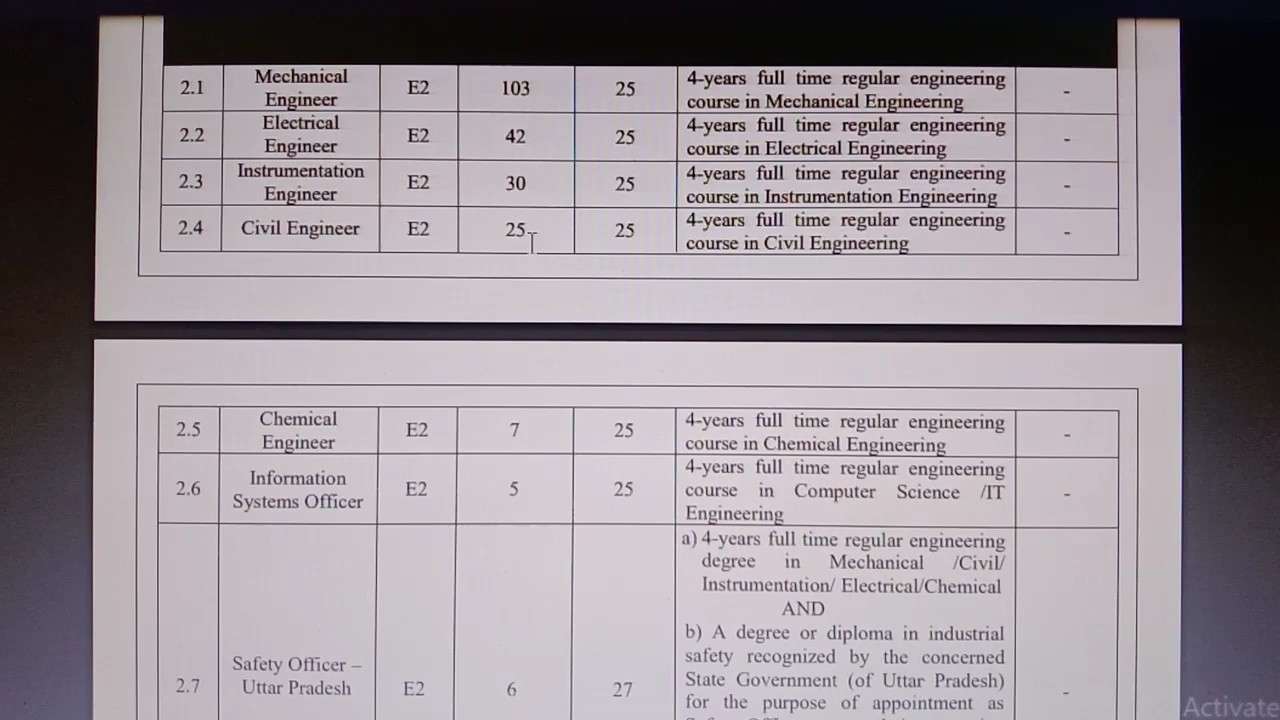 2.1 Mechanical Engineer E2 103 25 4-years full time regular engineering course in Mechanical Engineering -
2.2 Electrical Engineer E2 42 25 4-years full time regular engineering course in Electrical Engineering -
2.3 Instrumentation Engineer E2 30 25 4-years full time regular engineering course in Instrumentation Engineering -
2.4 Civil Engineer E2 25 25 4-years full time regular engineering course in Civil Engineering -
2.5 Chemical Engineer E2 7 25 4-years full time regular engineering course in Chemical Engineering -
2.6 Information Systems Officer E2 5 25 4-years full time regular engineering course in Computer Science /IT Engineering -
2.7 Safety Officer – Uttar Pradesh E2 6 27 -
a) 4-years full time regular engineering
degree in Mechanical /Civil/
Instrumentation/ Electrical/Chemical
AND
b) A degree or diploma in industrial
safety recognized by the concerned
State Government (of Uttar Pradesh)
for the purpose of appointment as
Activate